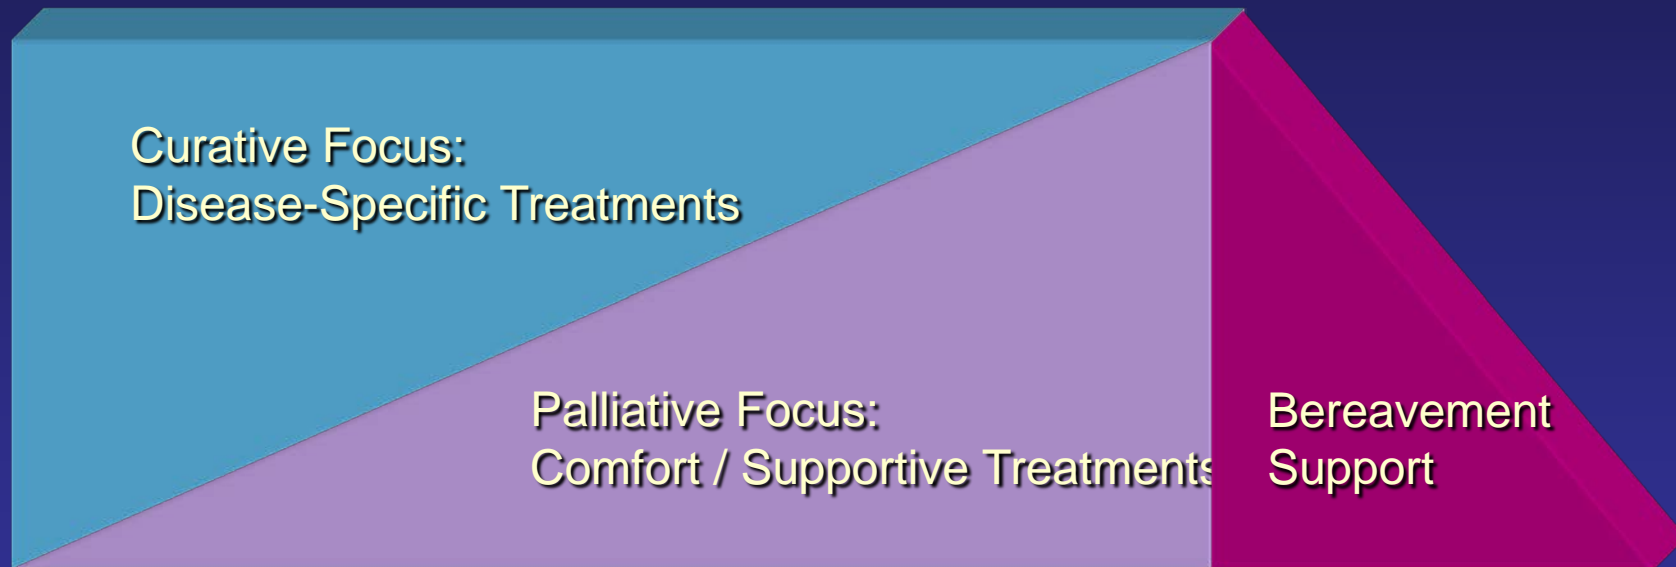 Curative Focus:
Disease-Specific Treatments
Palliative Focus:
Comfort / Supportive Treatments
Bereavement
Support